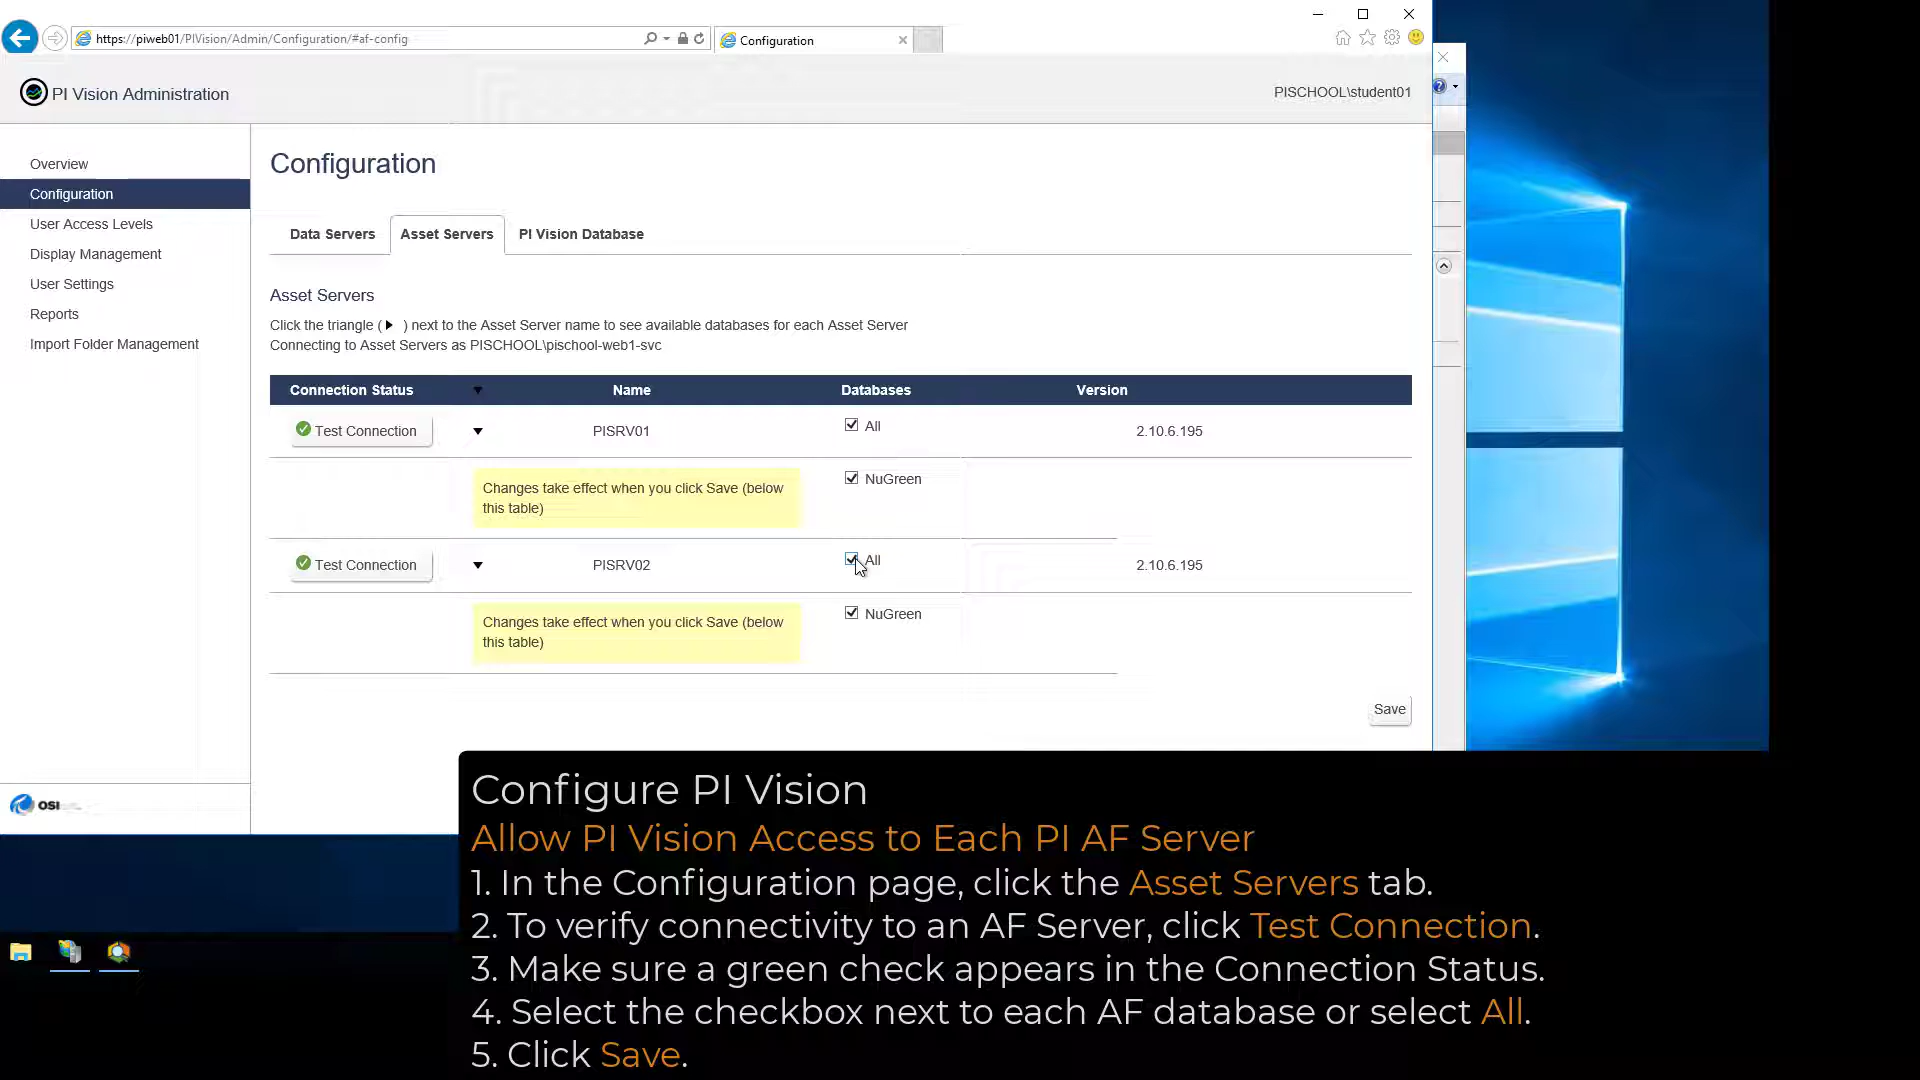 https://piweb01/PIVision/Admin/Configuration/#af-config
Configuration
PI Vision Administration
PISCHOOL\student01
Overview
Configuration
User Access Levels
Display Management
User Settings
Reports
Import Folder Management
Configuration
Data Servers
Asset Servers
PI Vision Database
Asset Servers
Click the triangle ( ) next to the Asset Server name to see available databases for each Asset Server
Connecting to Asset Servers as PISCHOOL\pischool-web1-svc
Connection Status
Name
Databases
Version
Test Connection
PISRV01
All
2.10.6.195
Changes take effect when you click Save (below
this table)
NuGreen
Test Connection
PISRV02
All
2.10.6.195
Changes take effect when you click Save (below
this table)
NuGreen
Save
OSI
Configure PI Vision
Allow PI Vision Access to Each PI AF Server
1. In the Configuration page, click the Asset Servers tab.
2. To verify connectivity to an AF Server, click Test Connection.
3. Make sure a green check appears in the Connection Status.
4. Select the checkbox next to each AF database or select All.
5. Click Save.